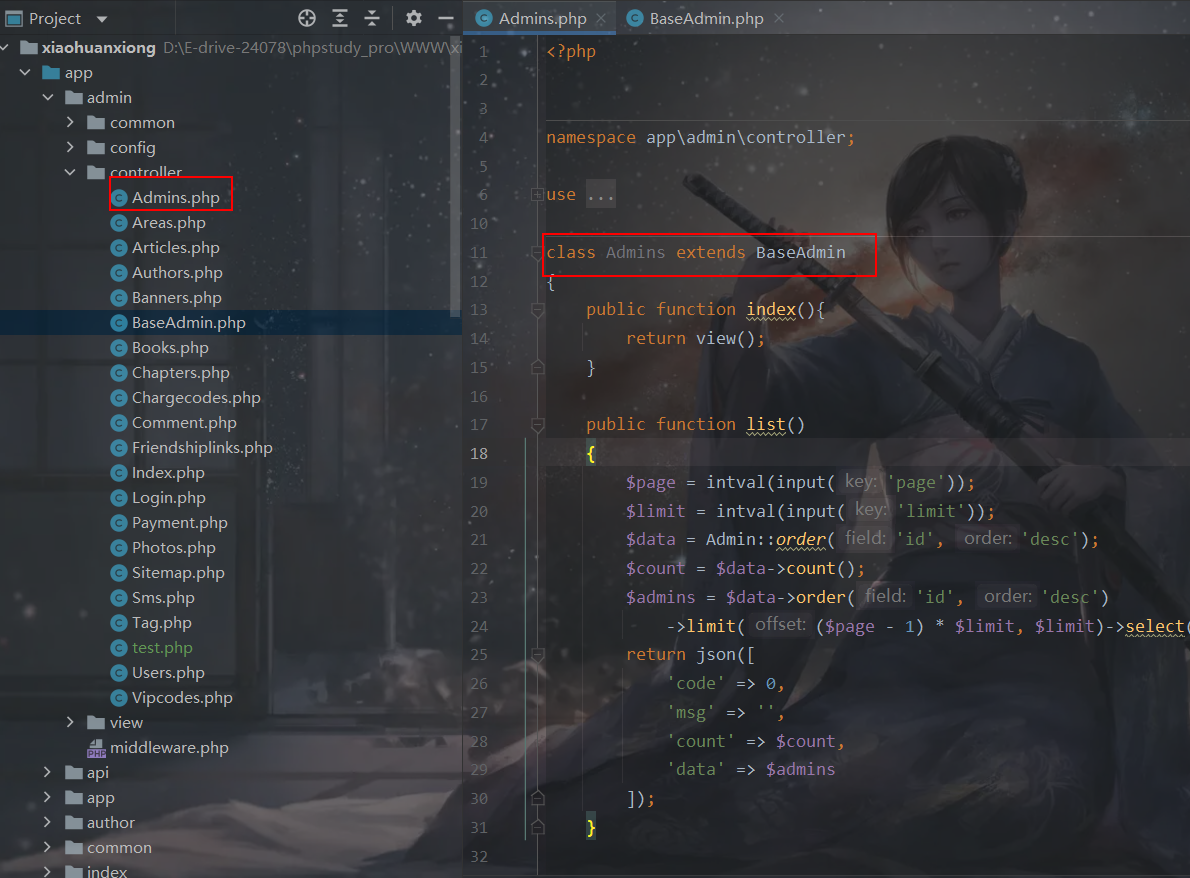 Project
xiaohuanxiong D:\E-drive-24078\phpstudy_pro\WWW\xi
app
admin
common
config
controller
Admins.php
Areas.php
Articles.php
Authors.php
Banners.php
BaseAdmin.php
Books.php
Chapters.php
Chargecodes.php
Comment.php
Friendshiplinks.php
Index.php
Login.php
Payment.php
Photos.php
Sitemap.php
Sms.php
Tag.php
test.php
Users.php
Vipcodes.php
view
middleware.php
api
app
author
common
index
Admins.php BaseAdmin.php
1 <?php
2
3
4 namespace app\admin\controller;
5
6 use ...
10
11 class Admins extends BaseAdmin
12 {
13 public function index(){
14 return view();
15 }
16
17 public function list()
18 {
19 $page = intval(input( key: 'page'));
20 $limit = intval(input( key: 'limit'));
21 $data = Admin::order( field: 'id', order: 'desc');
22 $count = $data->count();
23 $admins = $data->order( field: 'id', order: 'desc')
24 ->limit( offset: ($page - 1) * $limit, $limit)->select(
25 return json([
26 'code' => 0,
27 'msg' => '',
28 'count' => $count,
29 'data' => $admins
30 ]);
31 }
32